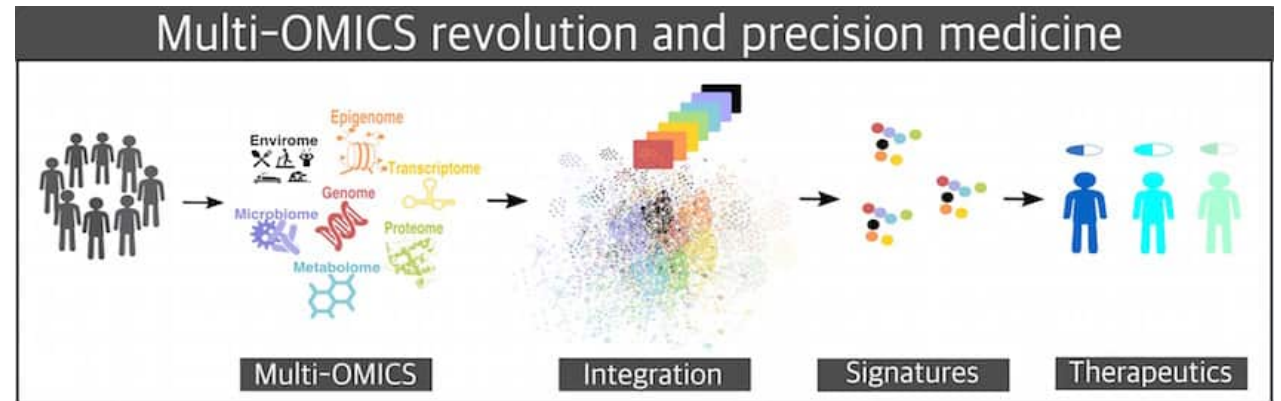 Multi-OMICS revolution and precision medicine
Epigenome
Envirome
Transcriptome
Genome
Microbiome
Proteome
Metabolome
Multi-OMICS
Integration
Signatures
Therapeutics